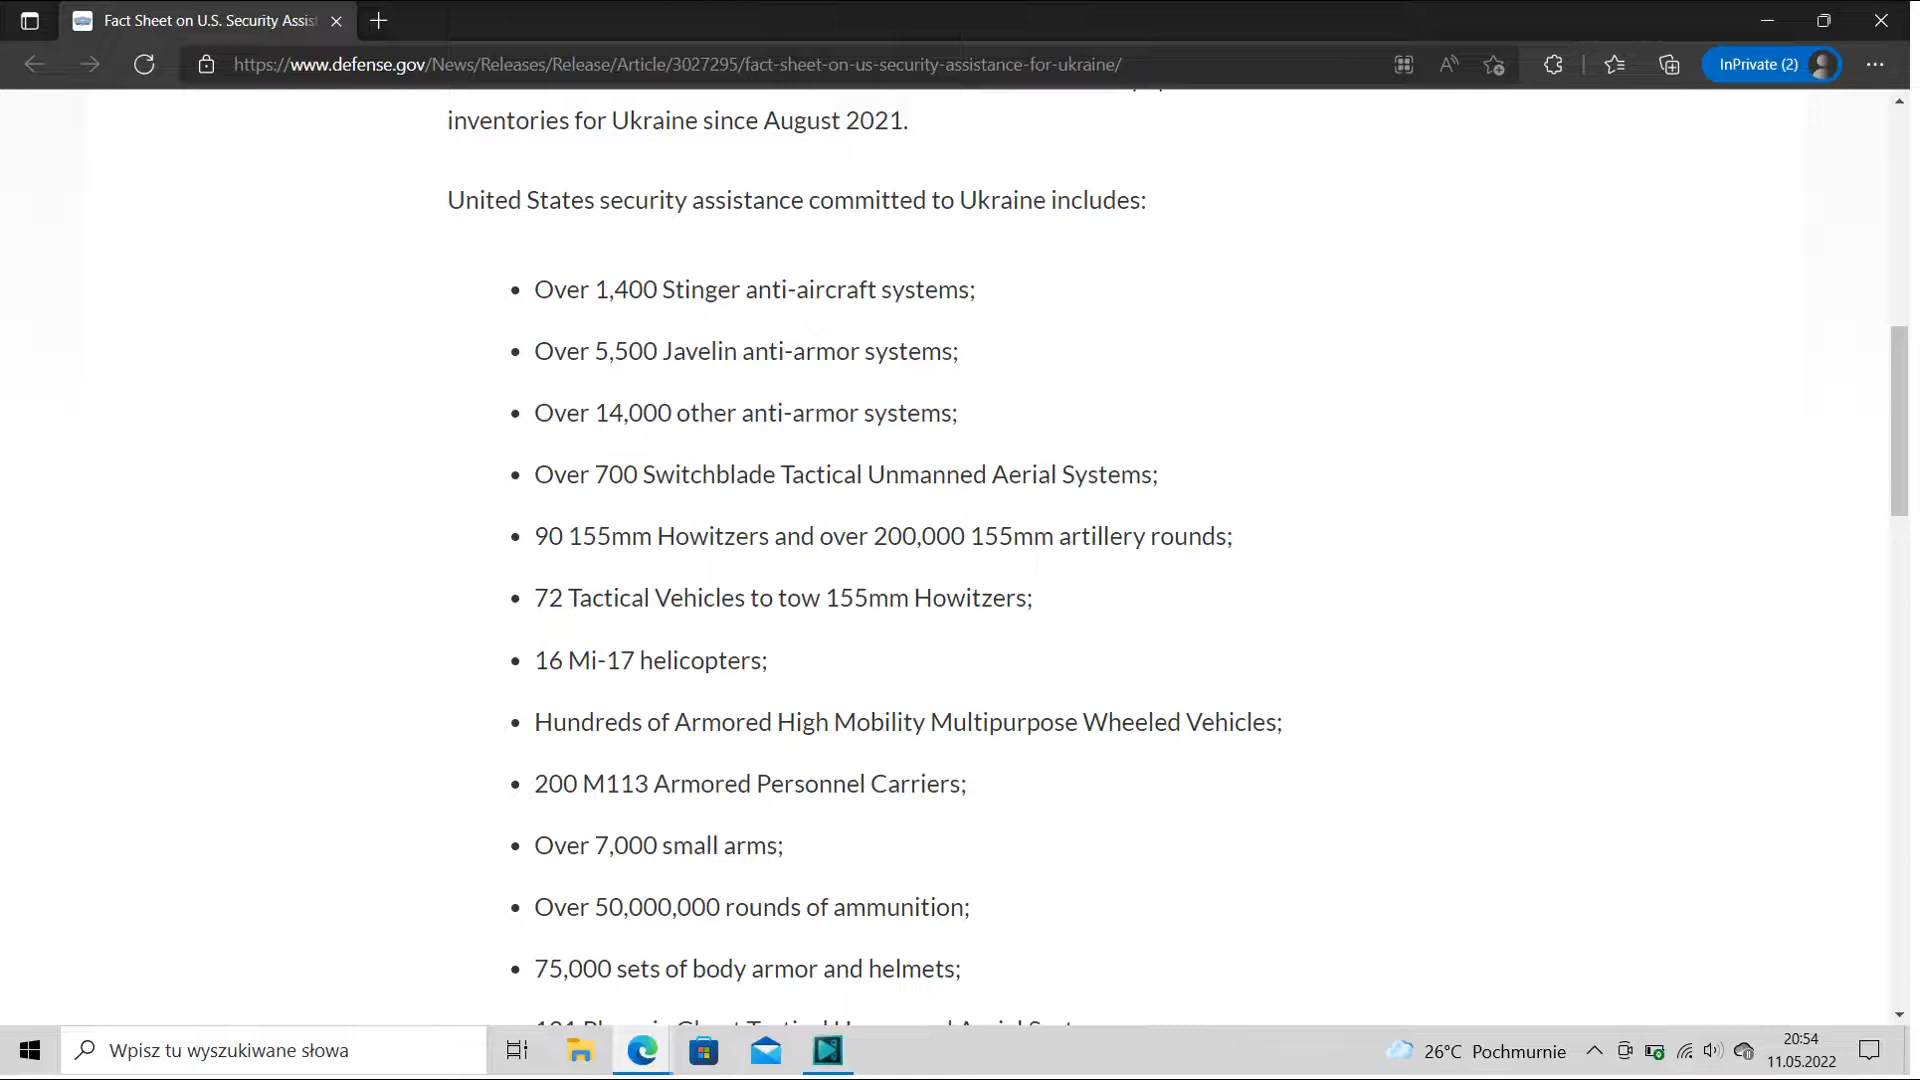 Fact Sheet on U.S. Security Assis
https://www.defense.gov/News/Releases/Release/Article/3027295/fact-sheet-on-us-security-assistance-for-ukraine/
InPrivate (2)
inventories for Ukraine since August 2021.
United States security assistance committed to Ukraine includes:
• Over 1,400 Stinger anti-aircraft systems;
• Over 5,500 Javelin anti-armor systems;
• Over 14,000 other anti-armor systems;
• Over 700 Switchblade Tactical Unmanned Aerial Systems;
• 90 155mm Howitzers and over 200,000 155mm artillery rounds;
• 72 Tactical Vehicles to tow 155mm Howitzers;
• 16 Mi-17 helicopters;
• Hundreds of Armored High Mobility Multipurpose Wheeled Vehicles;
• 200 M113 Armored Personnel Carriers;
• Over 7,000 small arms;
• Over 50,000,000 rounds of ammunition;
• 75,000 sets of body armor and helmets;
Wpisz tu wyszukiwane słowa
26°C Pochmurnie
20:54
11.05.2022